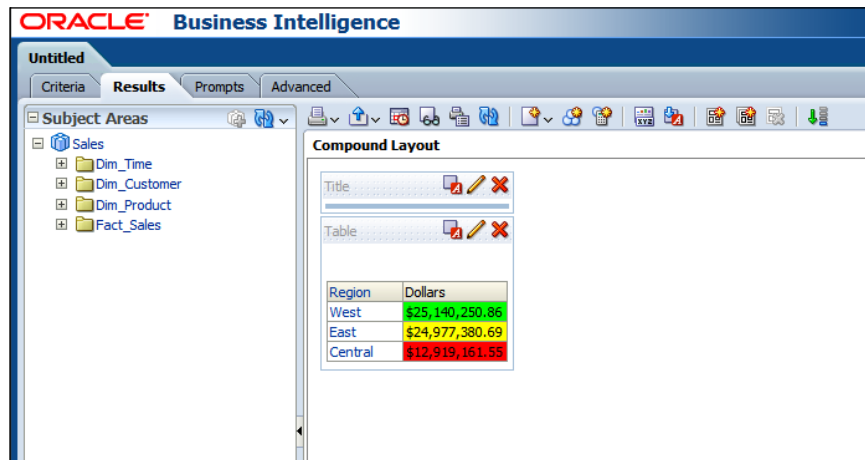 ORACLE® Business Intelligence
Untitled
Criteria Results Prompts Advanced
Subject Areas
Sales
Dim_Time
Dim_Customer
Dim_Product
Fact_Sales
Compound Layout
Title
Table
Region Dollars
West $25,140,250.86
East $24,977,380.69
Central $12,919,161.55